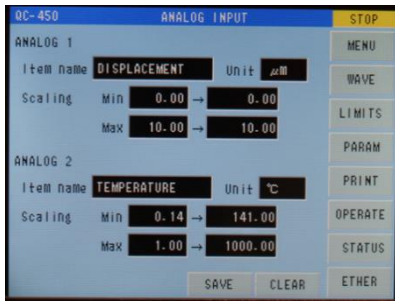 QC-450 ANALOG INPUT STOP
ANALOG 1 MENU
Item name DISPLACEMENT Unit μm
WAVE
Scaling Min 0.00 → 0.00
LIMITS
Max 10.00 → 10.00
PARAM
ANALOG 2
Item name TEMPERATURE Unit ℃
PRINT
Scaling Min 0.14 → 141.00
OPERATE
Max 1.00 → 1000.00
STATUS
SAVE CLEAR ETHER